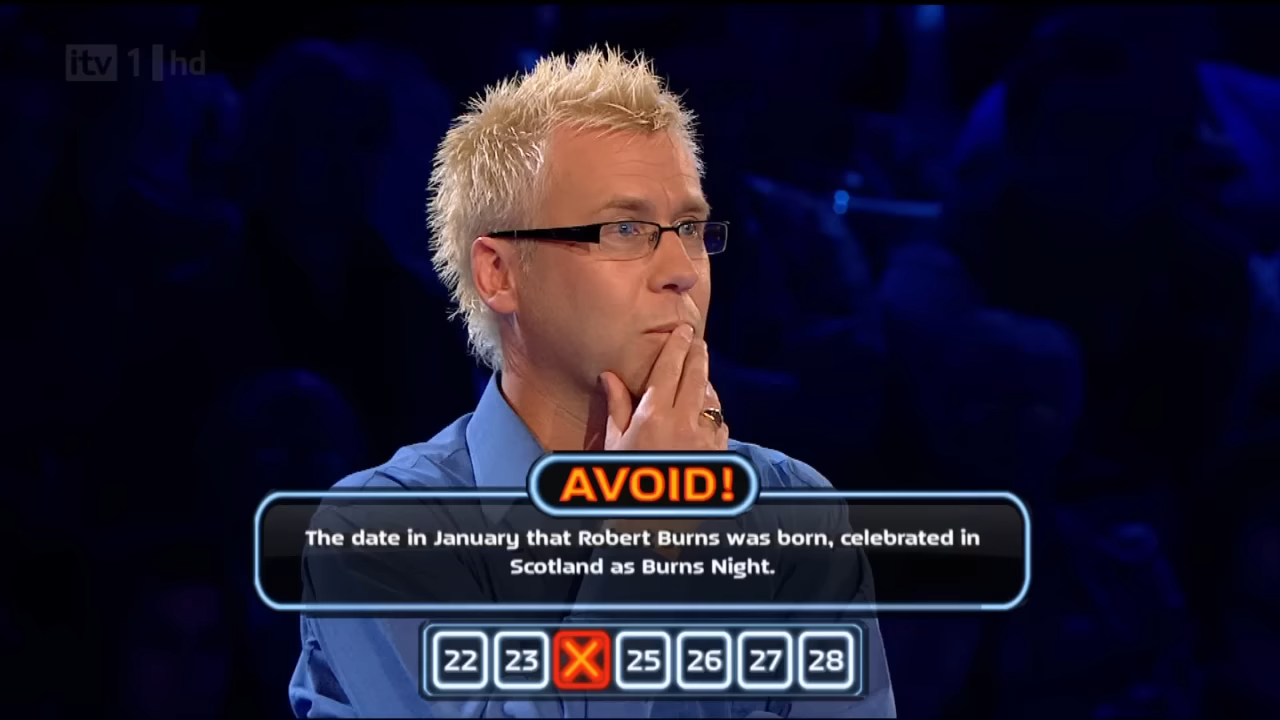 itv 1 hd
AVOID!
The date in January that Robert Burns was born, celebrated in
Scotland as Burns Night.
22 23 X 25 26 27 28